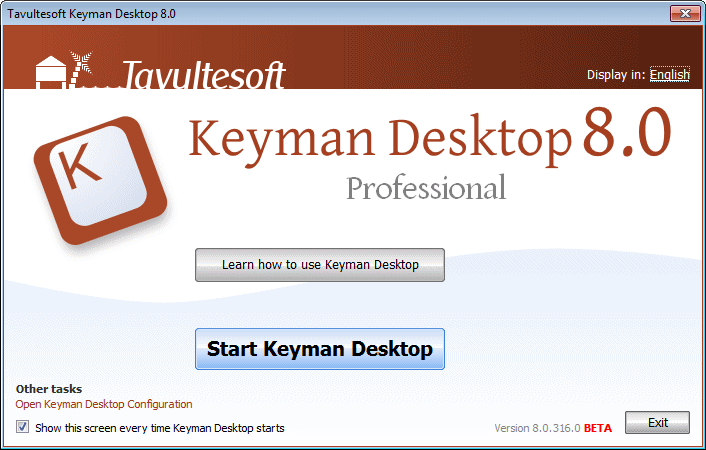 Tavultesoft Keyman Desktop 8.0
Tavultesoft
Display in: English
K
Keyman Desktop 8.0
Professional
Learn how to use Keyman Desktop
Start Keyman Desktop
Other tasks
Open Keyman Desktop Configuration
Show this screen every time Keyman Desktop starts
Version 8.0.316.0 BETA
Exit